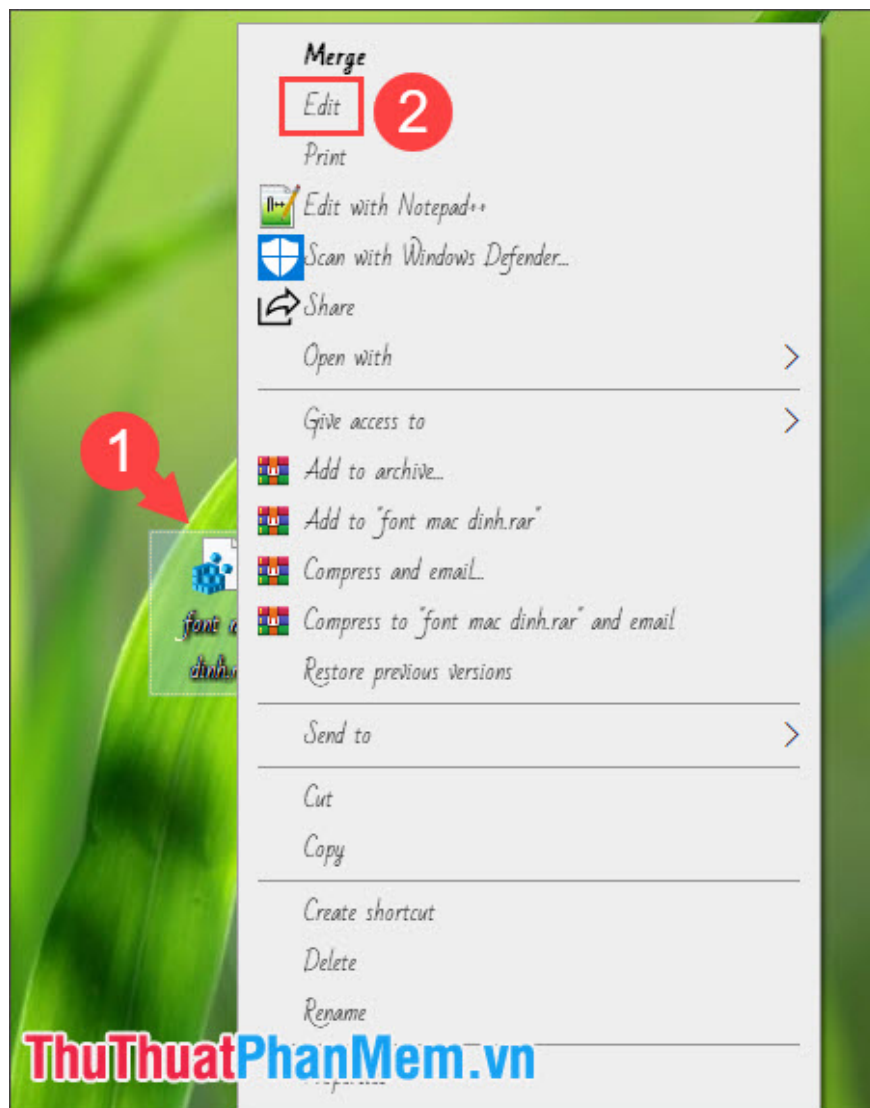 Merge
Edit
2
Print
Edit with Notepad++
Scan with Windows Defender...
Share
Open with
Give access to
1
Add to archive...
Add to "font mac dinh.rar"
Compress and email...
Compress to "font mac dinh.rar" and email
font
dinh.
Restore previous versions
Send to
Cut
Copy
Create shortcut
Delete
Rename
ThuThuatPhanMem.vn